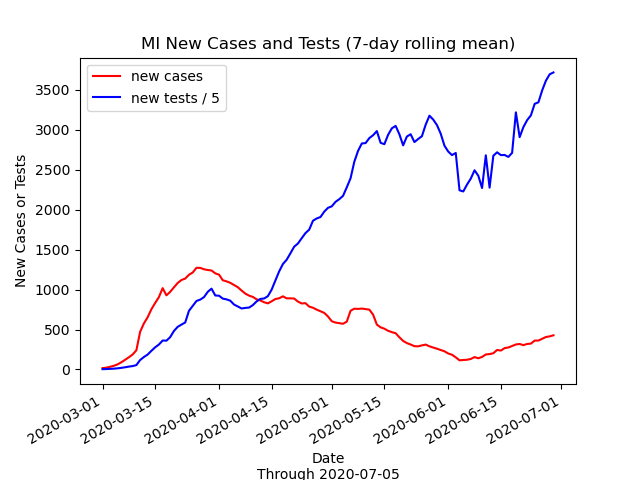 MI New Cases and Tests (7-day rolling mean)
new cases
new tests / 5
New Cases or Tests
3500
3000
2500
2000
1500
1000
500
0
2020-03-01
2020-03-15
2020-04-01
2020-04-15
2020-05-01
2020-05-15
2020-06-01
2020-06-15
2020-07-01
Date
Through 2020-07-05